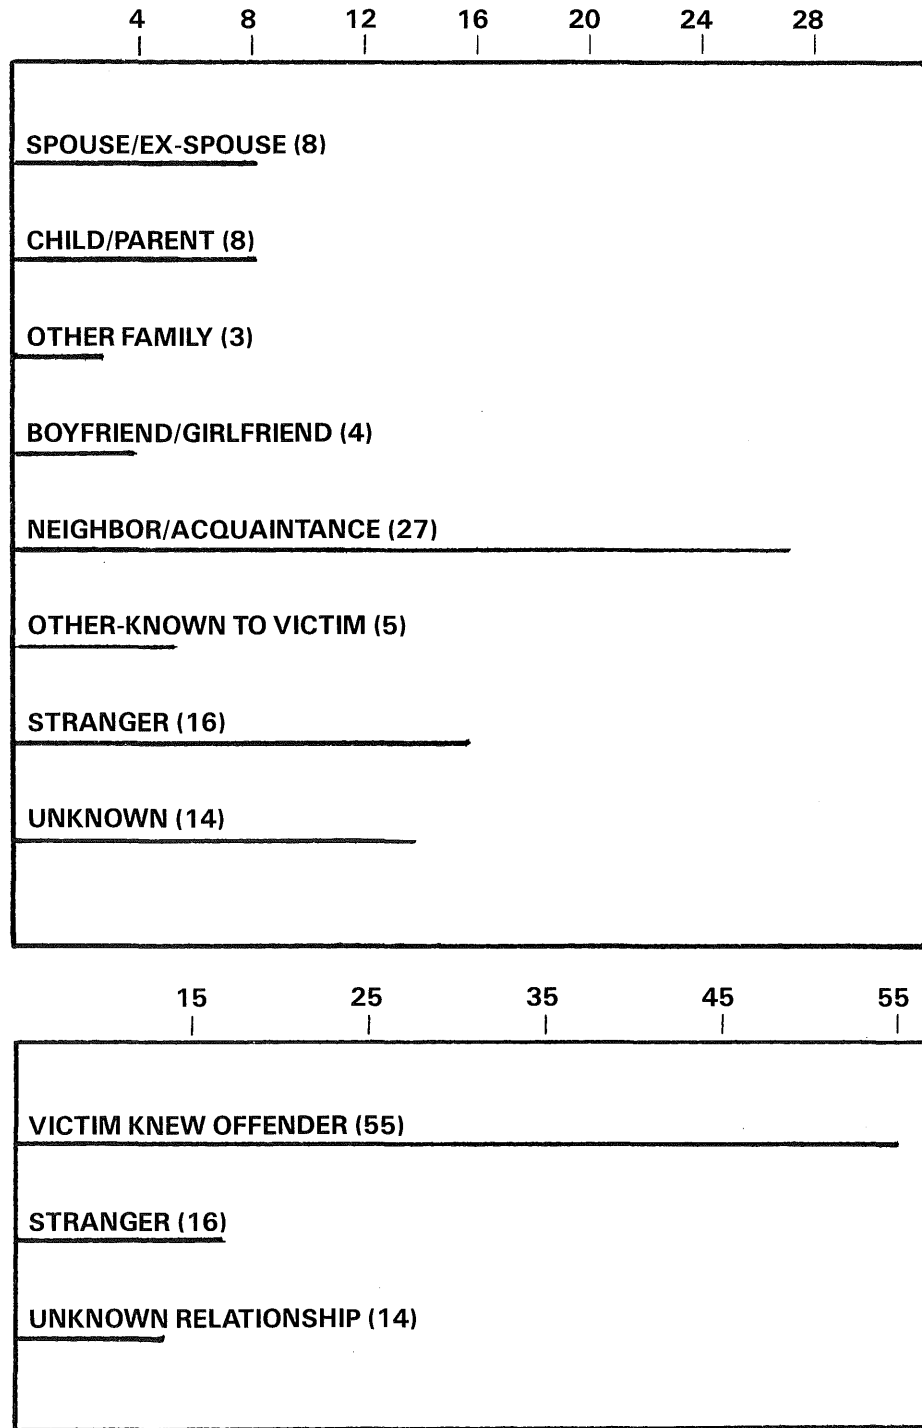 4 8 12 16 20 24 28
SPOUSE/EX-SPOUSE (8)
CHILD/PARENT (8)
OTHER FAMILY (3)
BOYFRIEND/GIRLFRIEND (4)
NEIGHBOR/ACQUAINTANCE (27)
OTHER-KNOWN TO VICTIM (5)
STRANGER (16)
UNKNOWN (14)
15 25 35 45 55
VICTIM KNEW OFFENDER (55)
STRANGER (16)
UNKNOWN RELATIONSHIP (14)